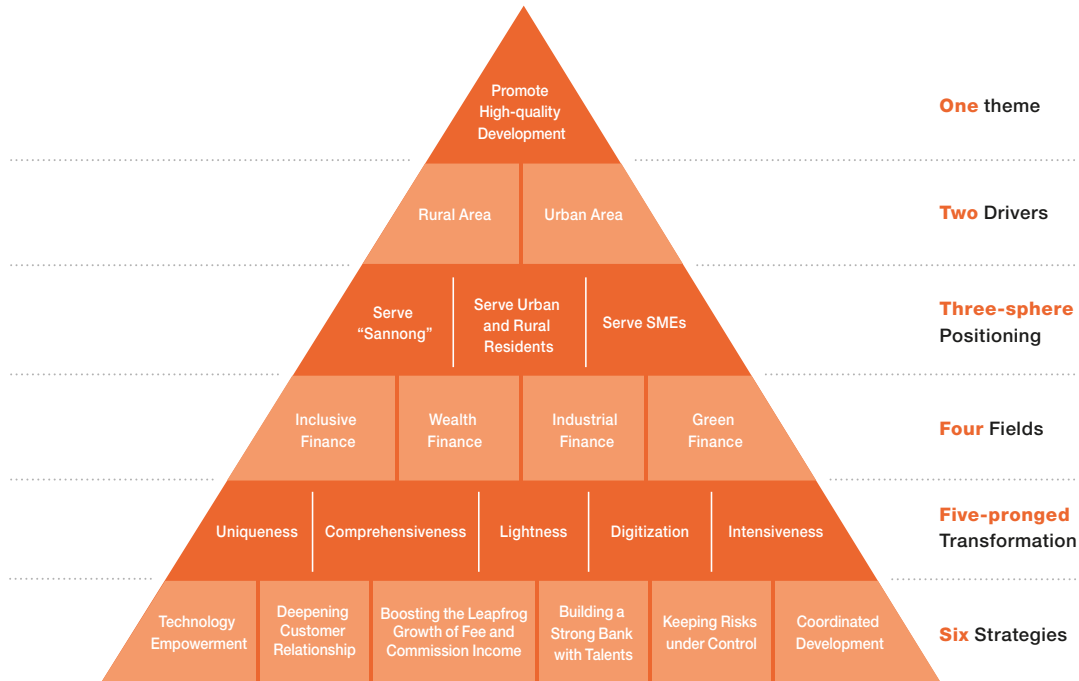 Promote
High-quality
Development
One theme
Rural Area
Urban Area
Two Drivers
Serve
“Sannong”
Serve Urban
and Rural
Residents
Serve SMEs
Three-sphere
Positioning
Inclusive
Finance
Wealth
Finance
Industrial
Finance
Green
Finance
Four Fields
Uniqueness
Comprehensiveness
Lightness
Digitization
Intensiveness
Five-pronged
Transformation
Technology
Empowerment
Deepening
Customer
Relationship
Boosting the Leapfrog
Growth of Fee and
Commission Income
Building a
Strong Bank
with Talents
Keeping Risks
under Control
Coordinated
Development
Six Strategies